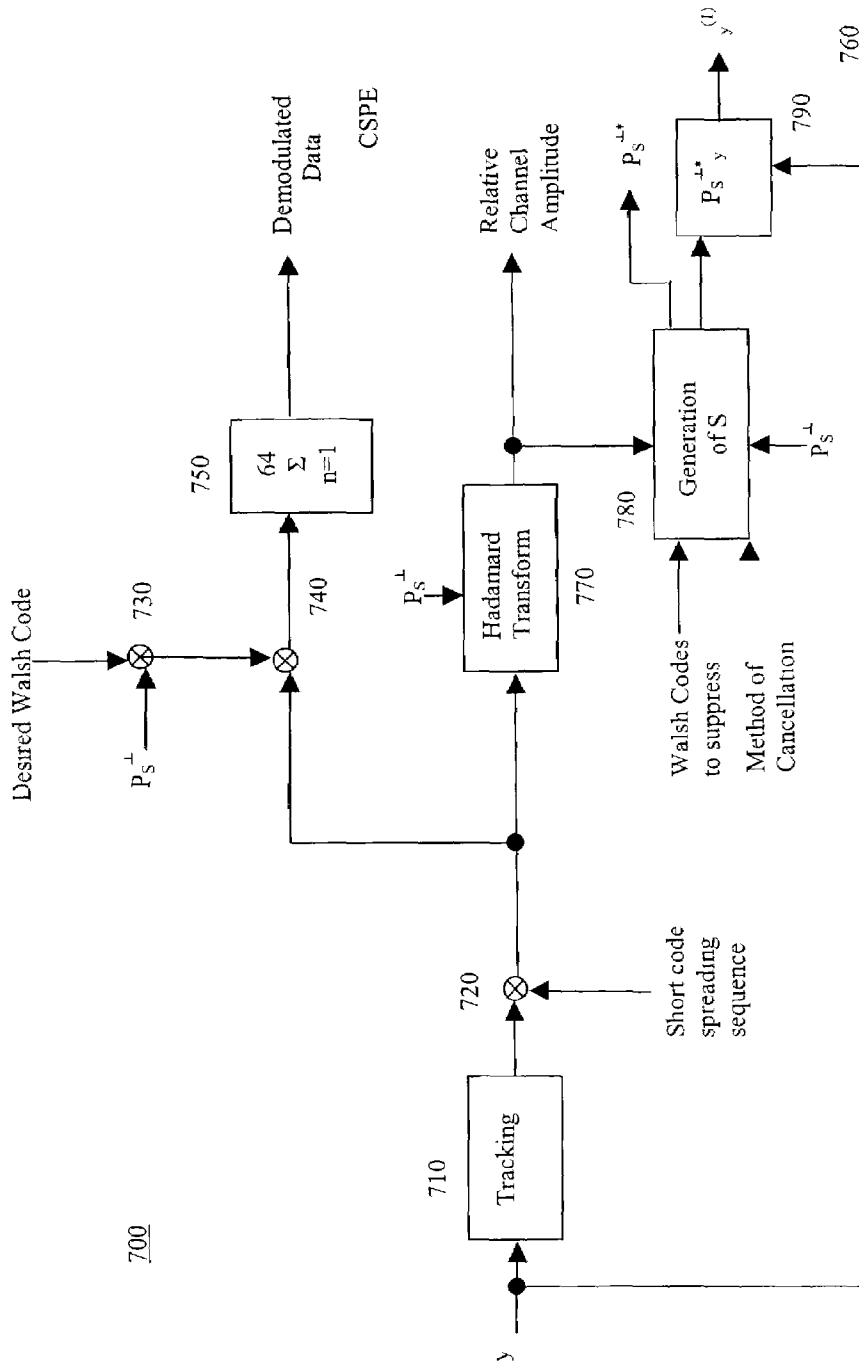 700
Desired Walsh Code
P_S^⊥
730
740
750
64
Σ
n=1
Demodulated
Data
CSPE
y
710
Tracking
720
Short code
spreading
sequence
P_S^⊥
Hadamard
Transform
770
Relative
Channel
Amplitude
780
Generation
of S
P_S^⊥
Walsh Codes
to suppress
Method of
Cancellation
P_S^⊥*
P_S^⊥* y
790
y^(1)
760